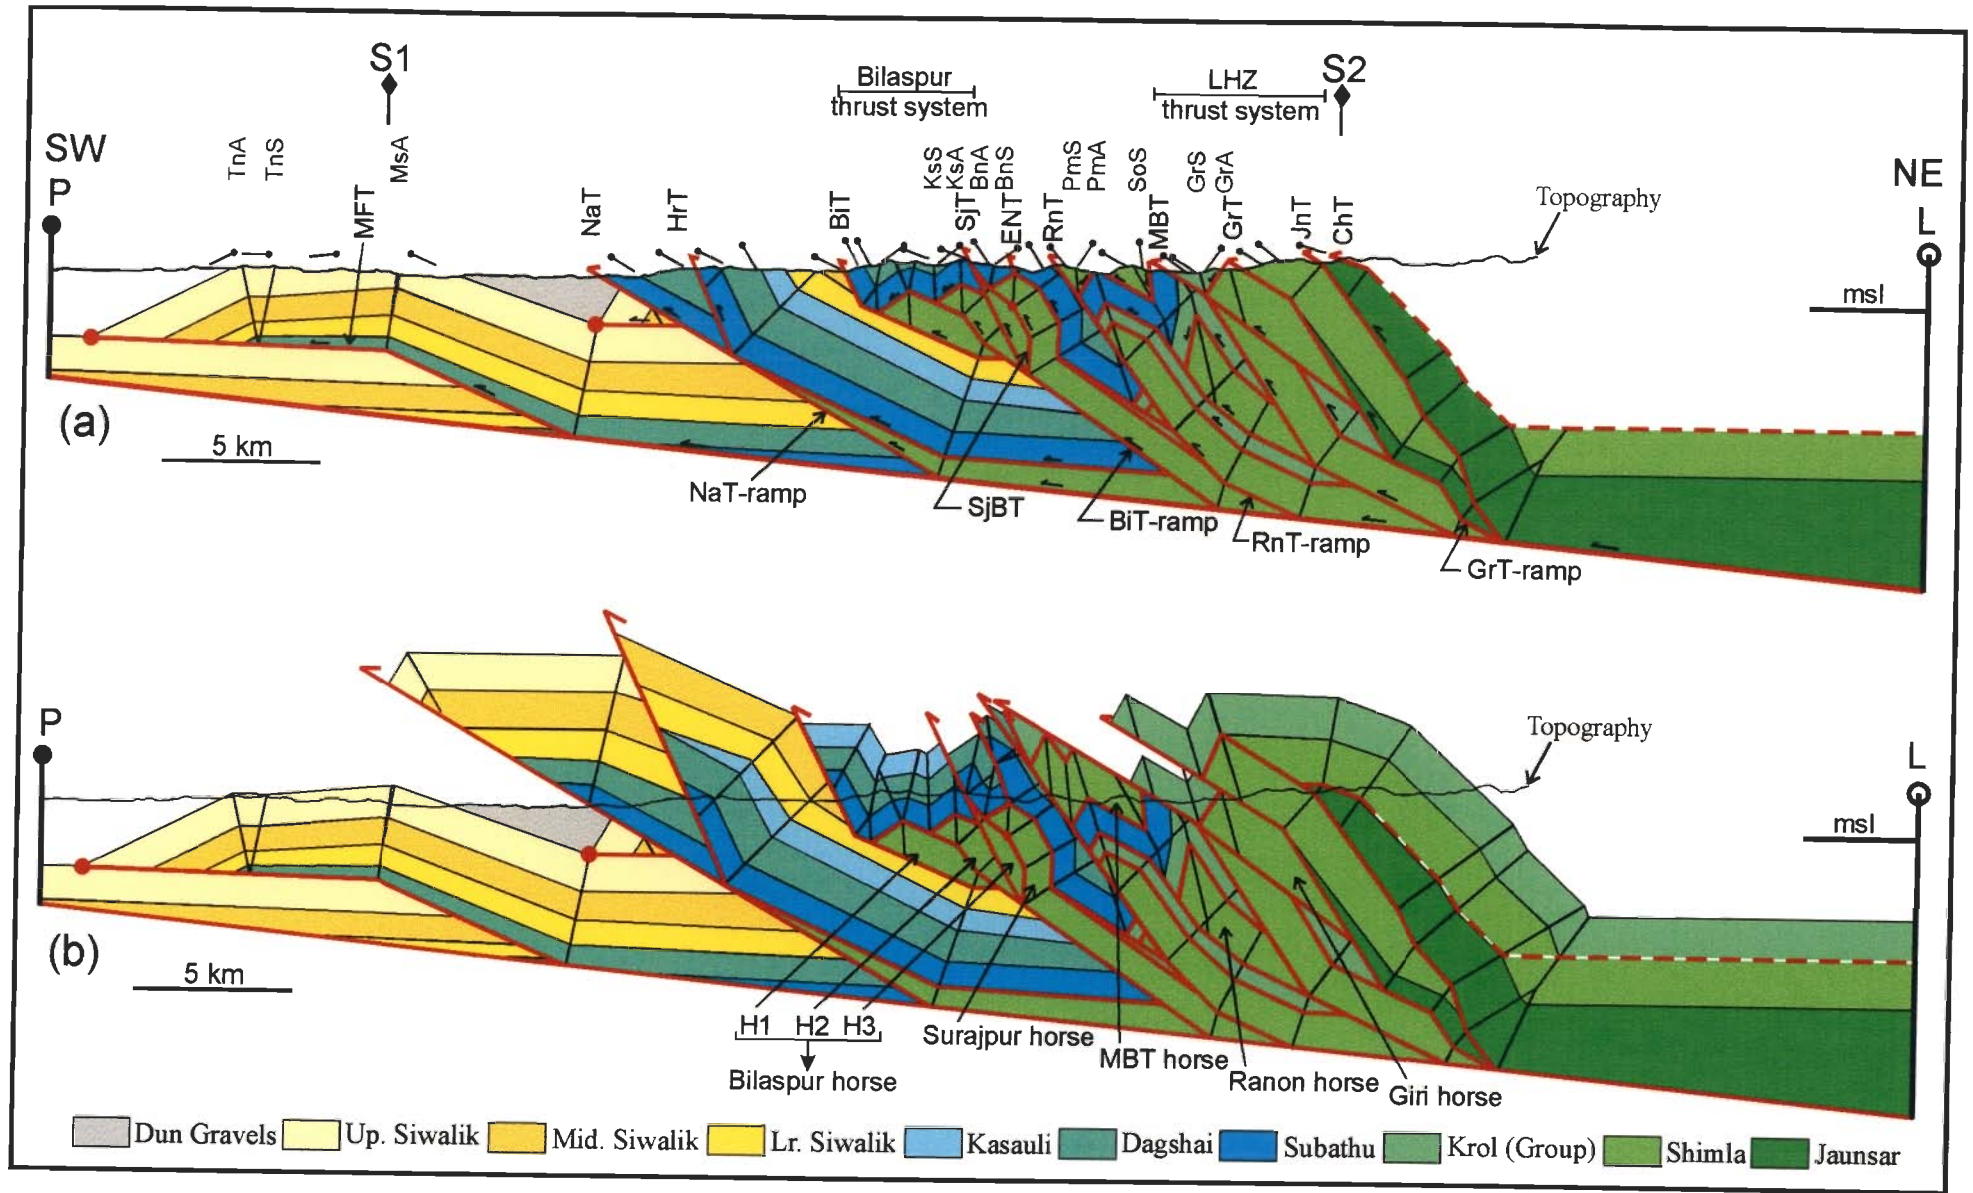 S1
Bilaspur
thrust system
LHZ
thrust system
S2
SW
P
TnA
TnS
MFT
MsA
NaT
HrT
BiT
KsS
KsA
SjT
BnA
BnS
ENT
RnT
PmS
PmA
SoS
MBT
GrS
GrA
GrT
JnT
ChT
Topography
NE
L
msl
(a)
5 km
NaT-ramp
SjBT
BiT-ramp
RnT-ramp
GrT-ramp
P
Topography
L
msl
(b)
5 km
H1 H2 H3
Bilaspur horse
Surajpur horse
MBT horse
Ranon horse
Giri horse
Dun Gravels Up. Siwalik Mid. Siwalik Lr. Siwalik Kasauli Dagshai Subathu Krol (Group) Shimla Jaunsar